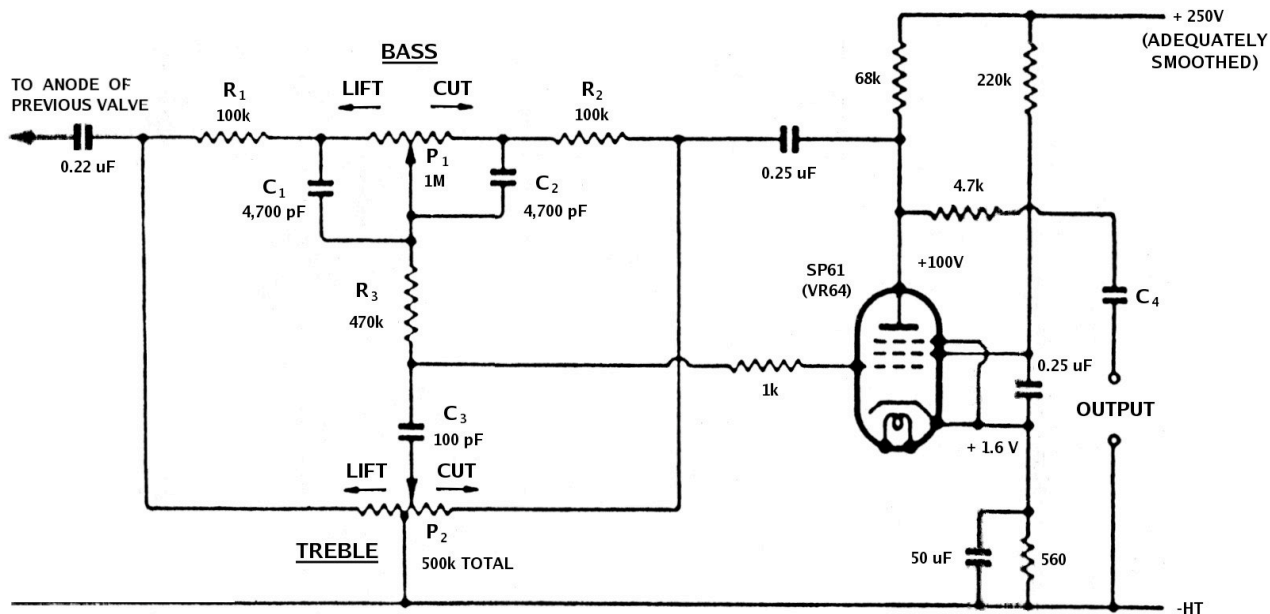 + 250V
(ADEQUATELY
SMOOTHED)
BASS
68k
220k
TO ANODE OF
PREVIOUS VALVE
R1
100k
LIFT
CUT
R2
100k
0.22 uF
P1
1M
0.25 uF
C1
4,700 pF
C2
4,700 pF
4.7k
SP61
(VR64)
+100V
R3
470k
C4
0.25 uF
1k
OUTPUT
C3
100 pF
+ 1.6 V
LIFT
CUT
P2
500k TOTAL
TREBLE
50 uF
560
-HT